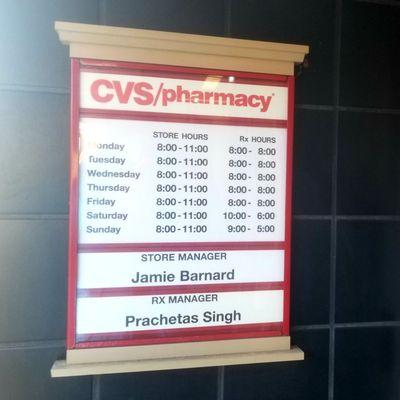 CVS/pharmacy
STORE HOURS Rx HOURS
Monday 8:00-11:00 8:00- 8:00
Tuesday 8:00-11:00 8:00- 8:00
Wednesday 8:00-11:00 8:00- 8:00
Thursday 8:00-11:00 8:00- 8:00
Friday 8:00-11:00 8:00- 8:00
Saturday 8:00-11:00 10:00- 6:00
Sunday 8:00-11:00 9:00- 5:00
STORE MANAGER
Jamie Barnard
RX MANAGER
Prachetas Singh